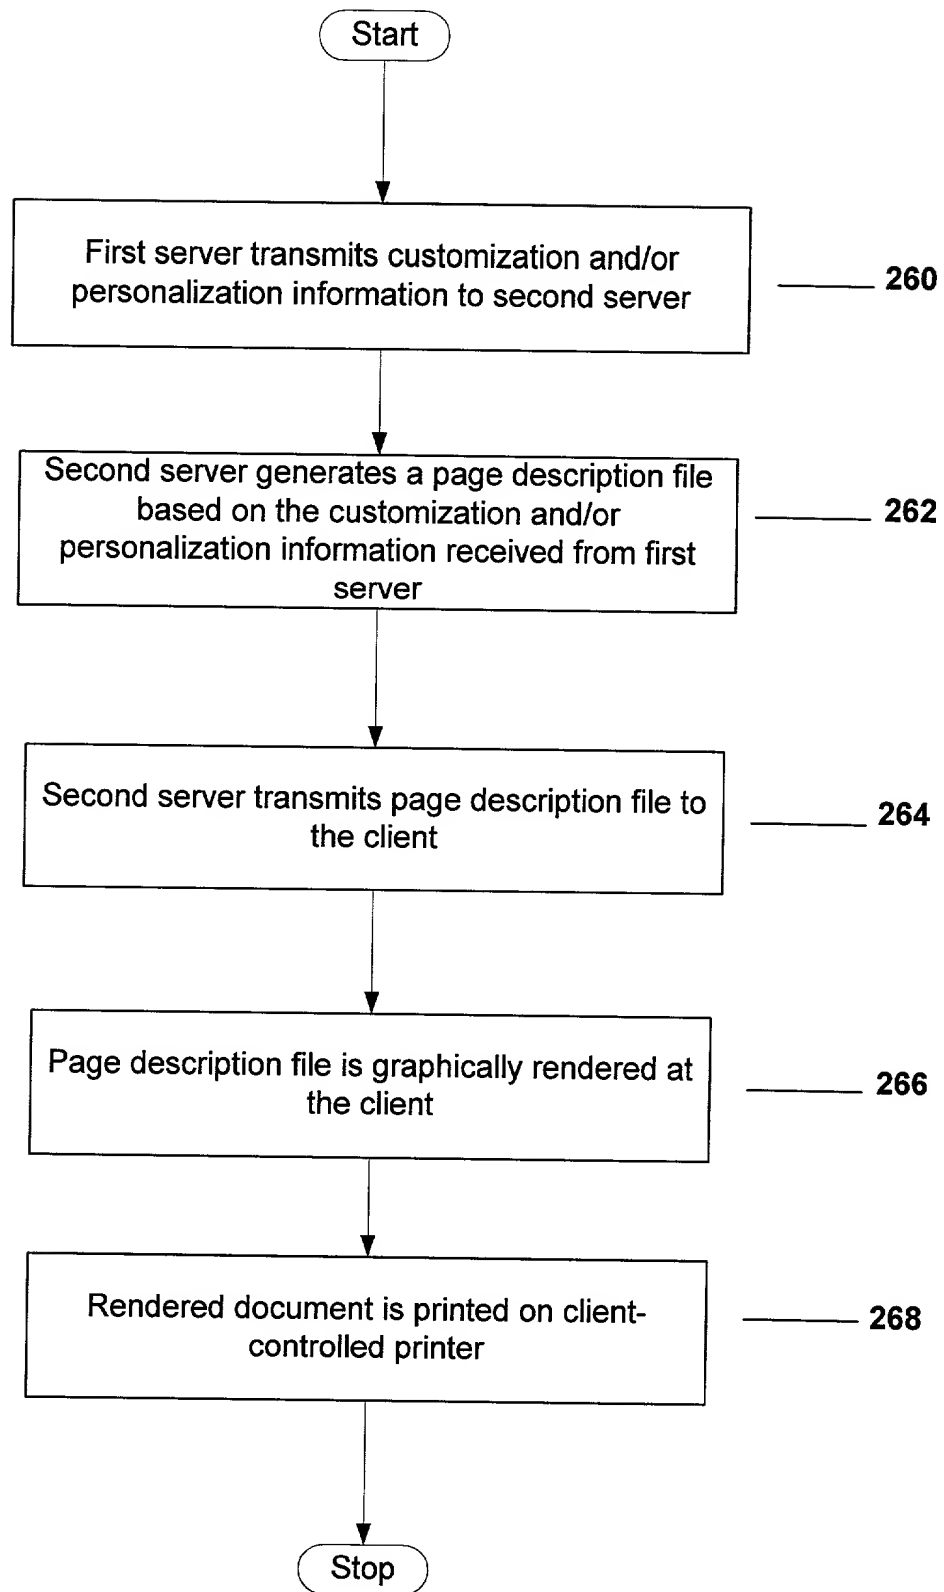 Start
First server transmits customization and/or
personalization information to second server
260
Second server generates a page description file
based on the customization and/or
personalization information received from first
server
262
Second server transmits page description file to
the client
264
Page description file is graphically rendered at
the client
266
Rendered document is printed on client-
controlled printer
268
Stop